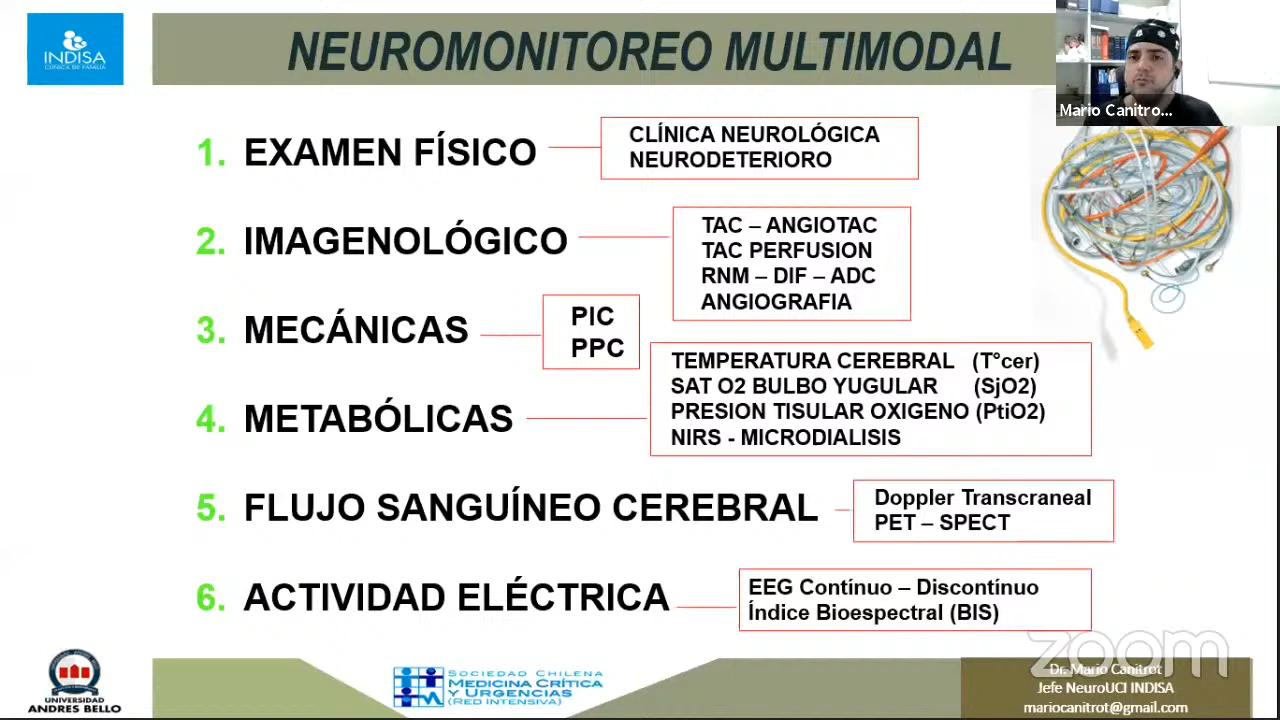 INDISA
CLÍNICA DE FAMILIA
NEUROMONITOREO MULTIMODAL
Mario Canitro...
1. EXAMEN FÍSICO
CLÍNICA NEUROLÓGICA
NEURODETERIORO
2. IMAGENOLÓGICO
TAC – ANGIOTAC
TAC PERFUSION
RNM – DIF – ADC
ANGIOGRAFIA
3. MECÁNICAS
PIC
PPC
4. METABÓLICAS
TEMPERATURA CEREBRAL (T°cer)
SAT O2 BULBO YUGULAR (SjO2)
PRESION TISULAR OXIGENO (PtiO2)
NIRS - MICRODIALISIS
5. FLUJO SANGUÍNEO CEREBRAL
Doppler Transcraneal
PET – SPECT
6. ACTIVIDAD ELÉCTRICA
EEG Contínuo – Discontínuo
Índice Bioespectral (BIS)
zoom
UNIVERSIDAD
ANDRES BELLO
SOCIEDAD CHILENA
MEDICINA CRÍTICA
Y URGENCIAS
(RED INTENSIVA)
Dr. Mario Canitrot
Jefe NeuroUCI INDISA
mariocanitrot@gmail.com